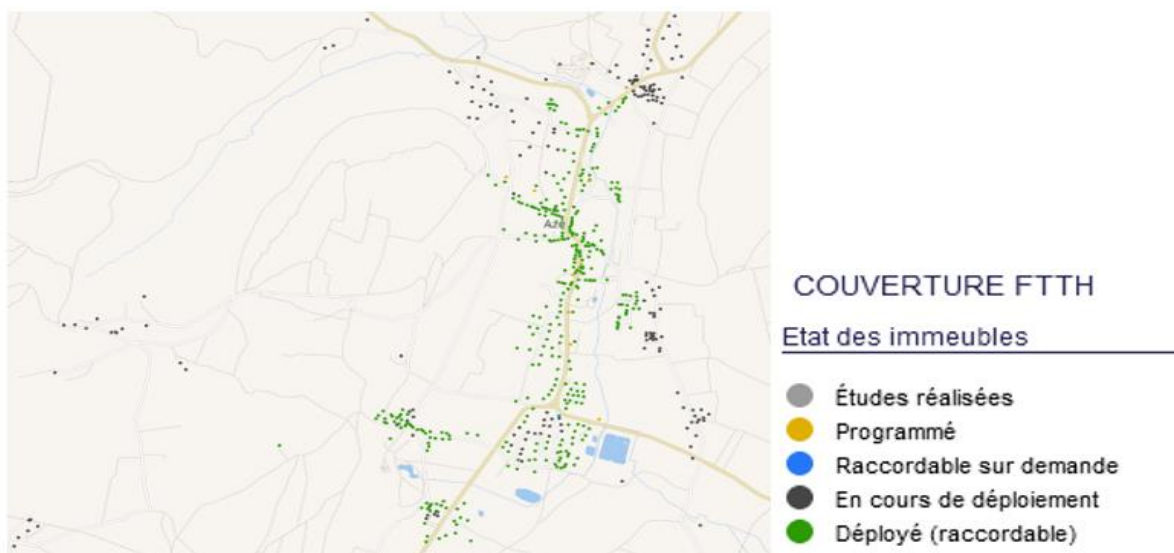 COUVERTURE FTTH
Etat des immeubles
Études réalisées
Programmé
Raccordable sur demande
En cours de déploiement
Déployé (raccordable)